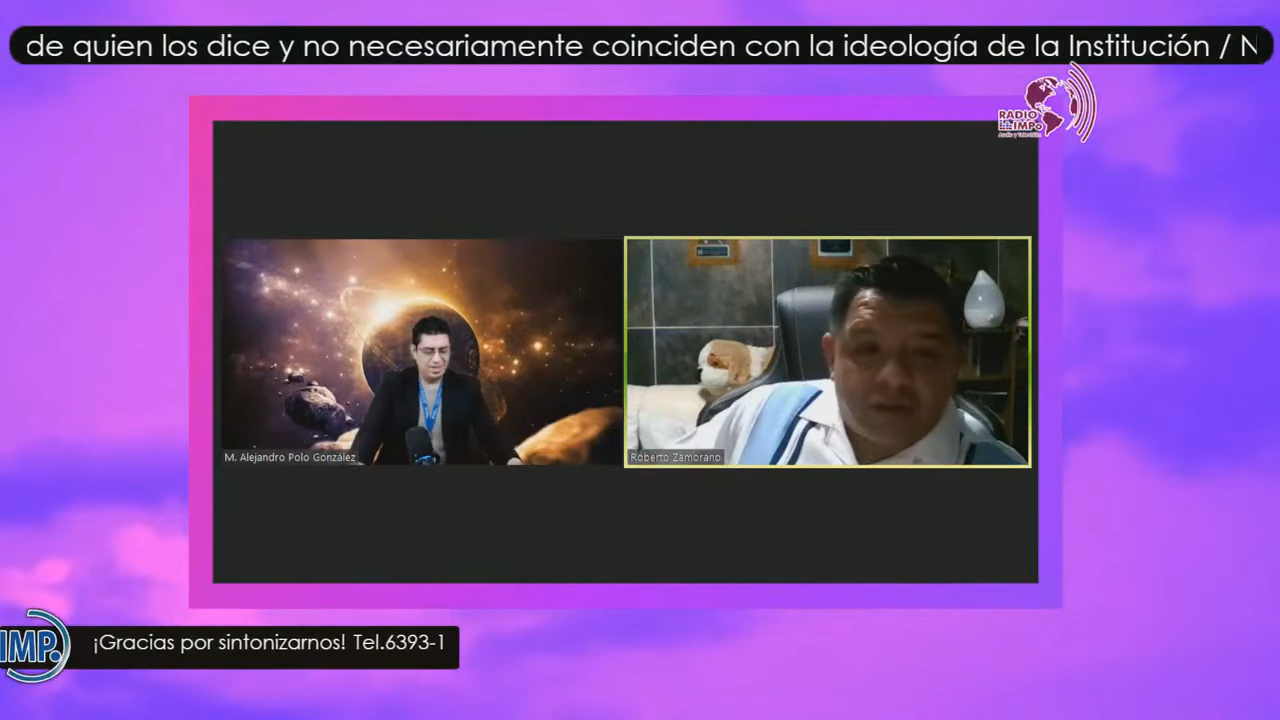 de quien los dice y no necesariamente coinciden con la ideología de la Institución / N
RADIO
IMPo
M. Alejandro Polo González
Roberto Zamorano
IMP.
¡Gracias por sintonizarnos! Tel.6393-1